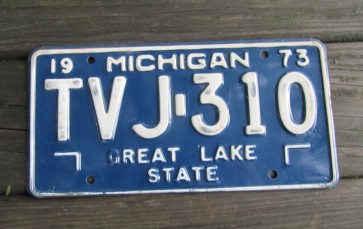 19 MICHIGAN 73
TVJ-310
GREAT LAKE
STATE